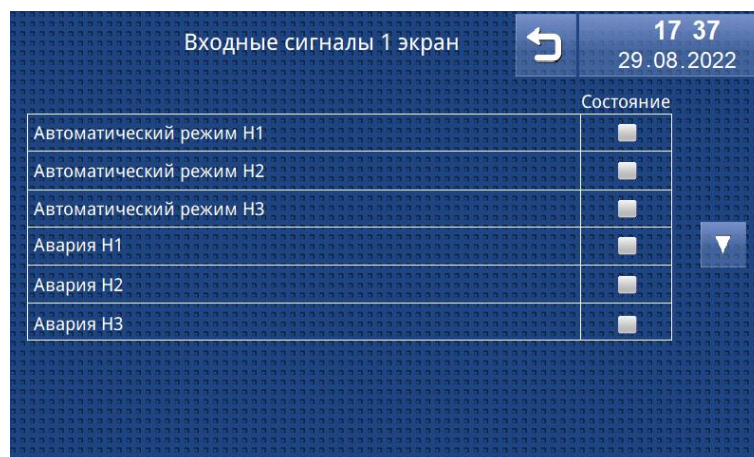 Входные сигналы 1 экран
17 37
29.08.2022
Состояние
Автоматический режим Н1
Автоматический режим Н2
Автоматический режим Н3
Авария Н1
Авария Н2
Авария Н3